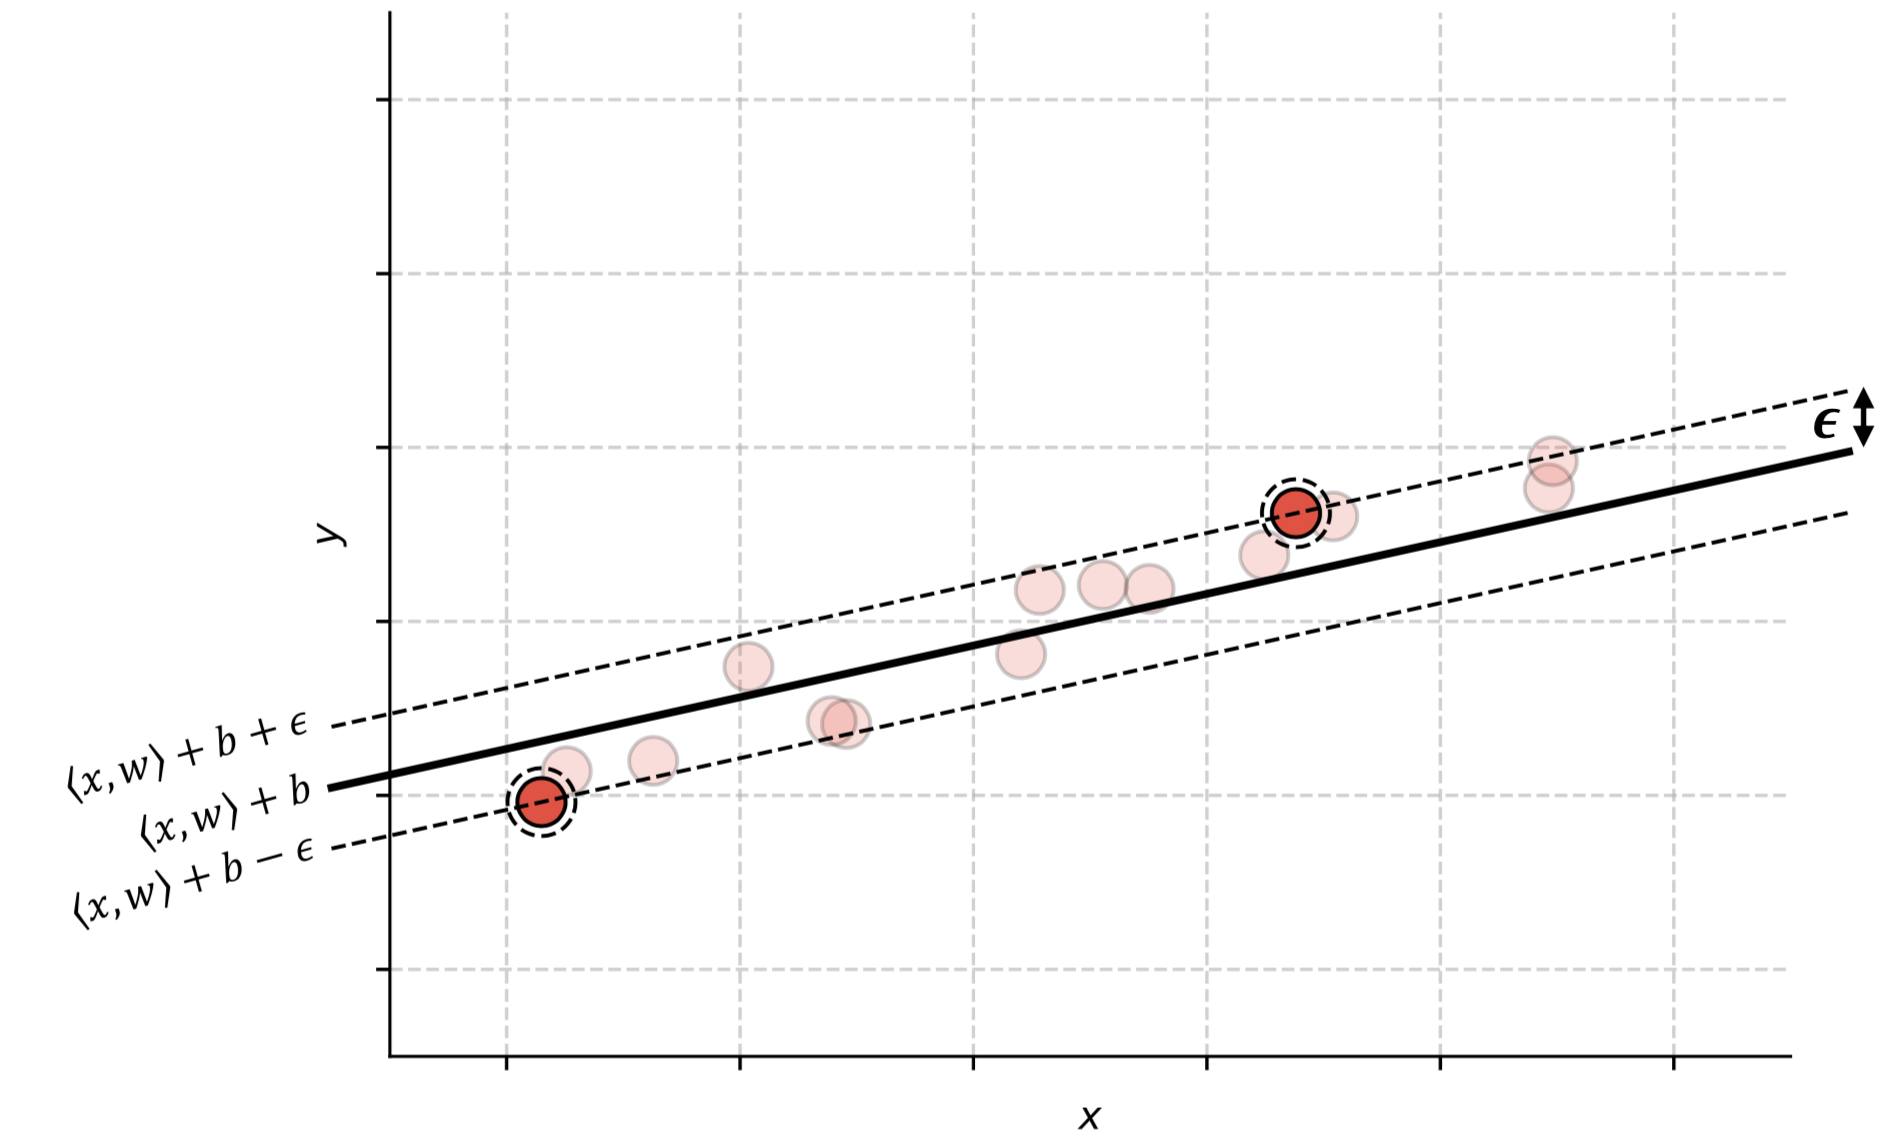 ϵ
y
⟨x, w⟩ + b + ϵ
⟨x, w⟩ + b
⟨x, w⟩ + b − ϵ
x